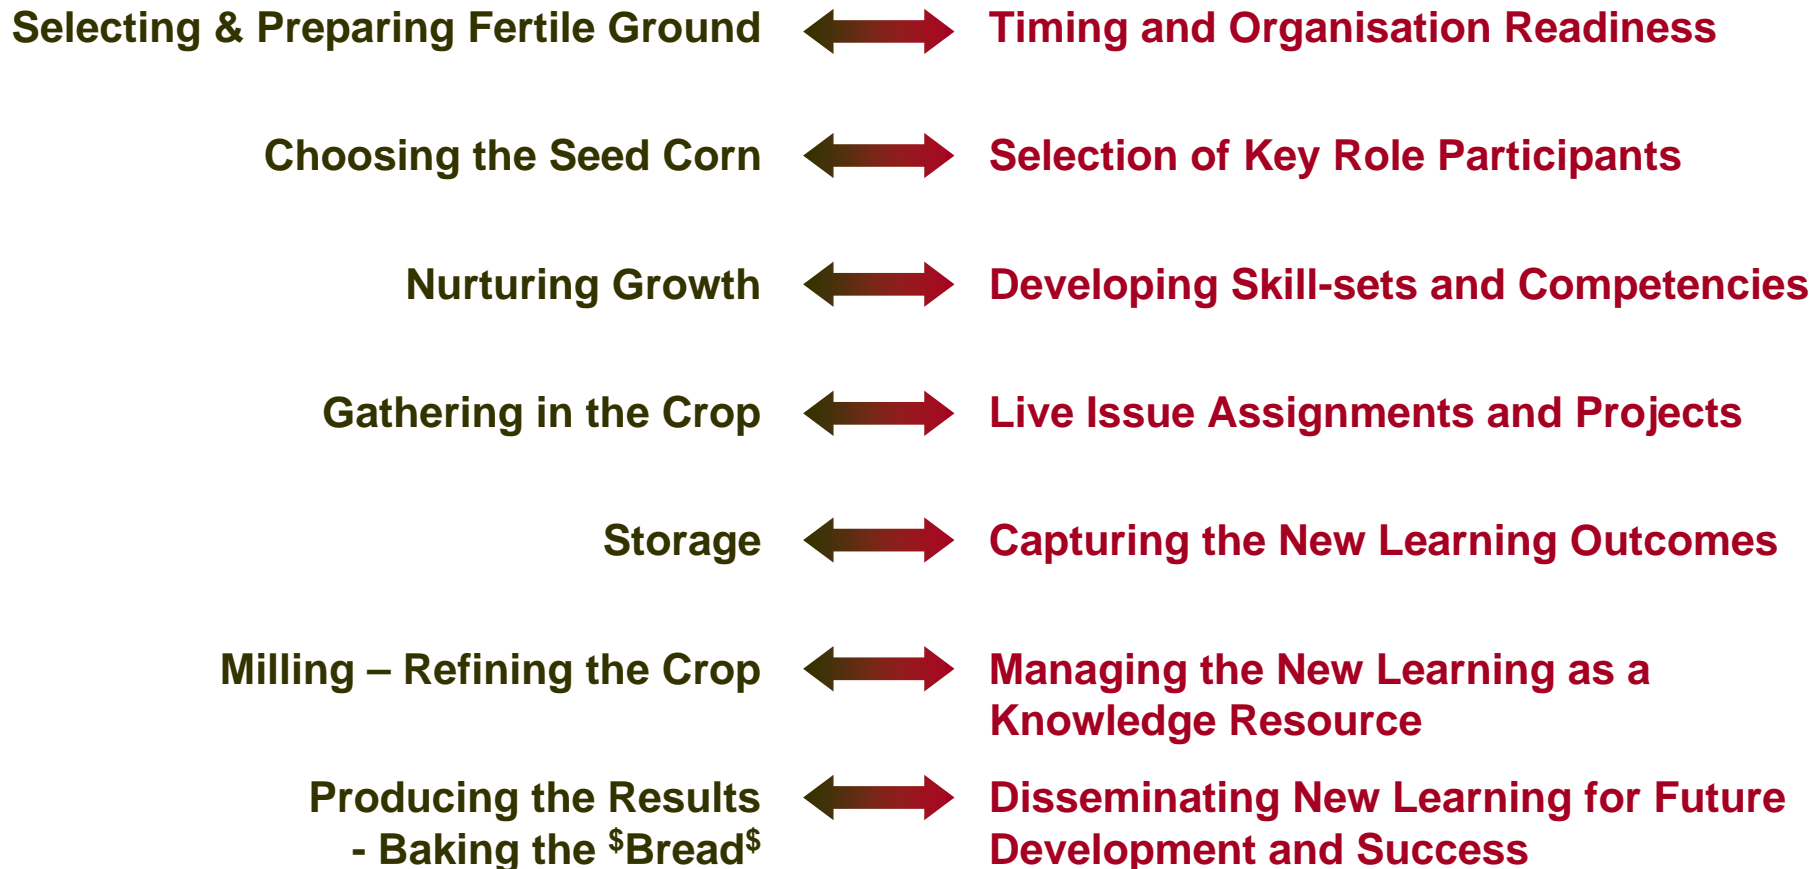 Selecting & Preparing Fertile Ground
Timing and Organisation Readiness
Choosing the Seed Corn
Selection of Key Role Participants
Nurturing Growth
Developing Skill-sets and Competencies
Gathering in the Crop
Live Issue Assignments and Projects
Storage
Capturing the New Learning Outcomes
Milling – Refining the Crop
Managing the New Learning as a
Knowledge Resource
Producing the Results
- Baking the $Bread$
Disseminating New Learning for Future
Development and Success